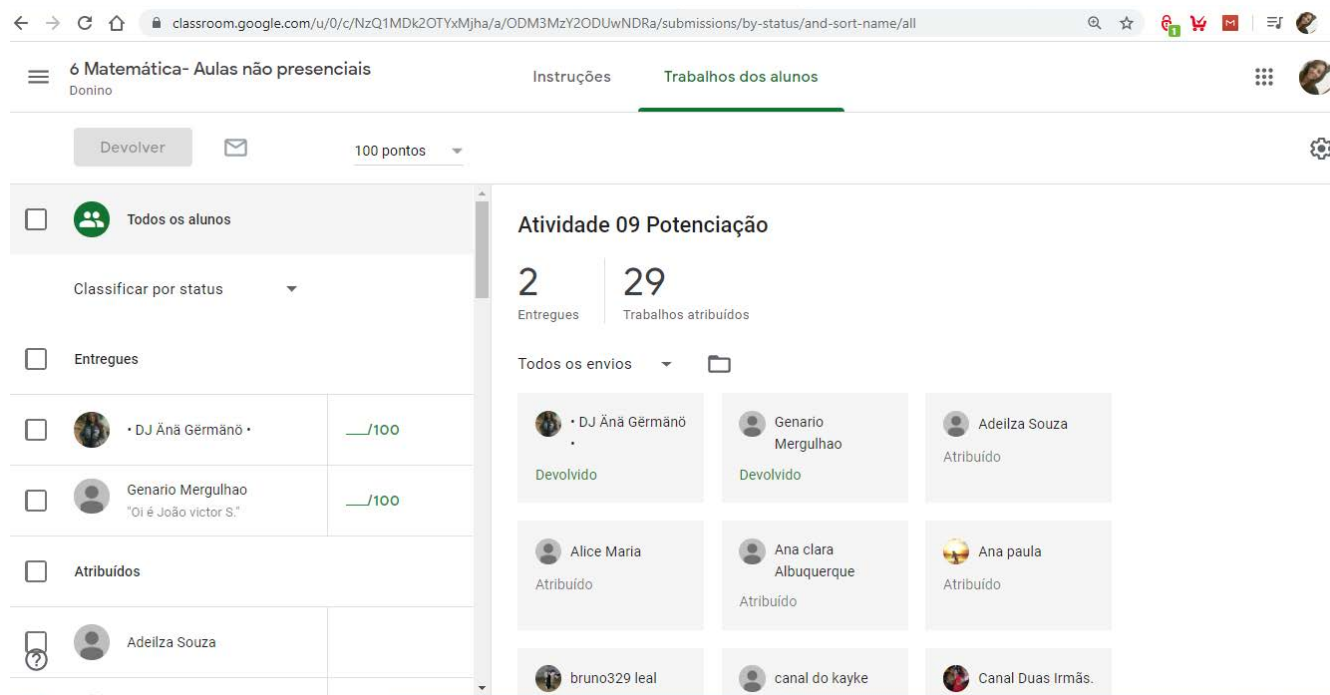 classroom.google.com/u/0/c/NzQ1MDk2OTYxMjha/a/ODM3MzY2ODUwNDRa/submissions/by-status/and-sort-name/all
1
M
6 Matemática- Aulas não presenciais
Donino
Instruções
Trabalhos dos alunos
Devolver
100 pontos
Todos os alunos
Classificar por status
Entregues
• DJ Änä Gërmänö •
___/100
Genario Mergulhao
"Oi é João victor S."
___/100
Atribuídos
Adeilza Souza
?
Atividade 09 Potenciação
2
Entregues
29
Trabalhos atribuídos
Todos os envios
• DJ Änä Gërmänö
•
Devolvido
Genario
Mergulhao
Devolvido
Adeilza Souza
Atribuído
Alice Maria
Atribuído
Ana clara
Albuquerque
Atribuído
Ana paula
Atribuído
bruno329 leal
canal do kayke
Canal Duas Irmãs.